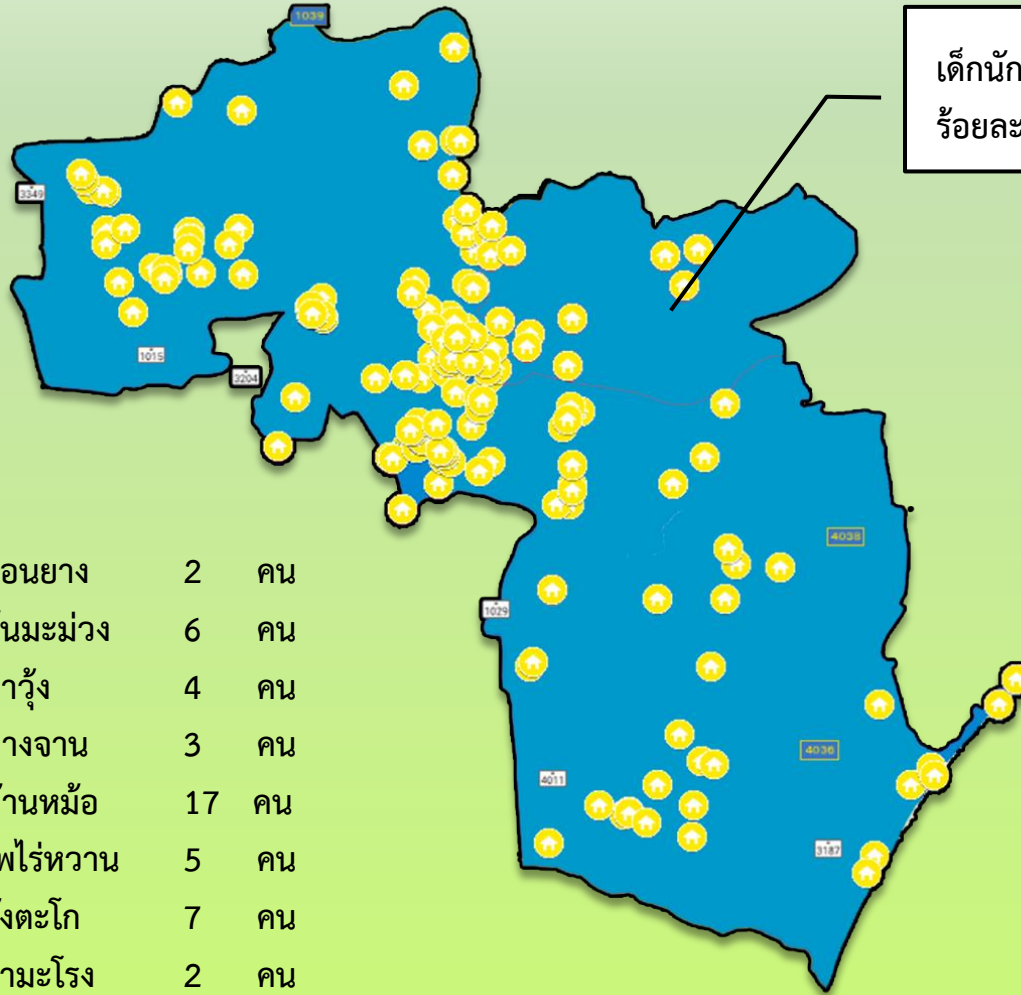 1039
เด็กนัก
ร้อยละ
3349
1015
3204
อนยาง 2 คน
ันมะม่วง 6 คน
4038
1029
าวุ้ง 4 คน
างจาน 3 คน
4036
4011
้านหม้อ 17 คน
พไร่หวาน 5 คน
3187
ังตะโก 7 คน
ามะโรง 2 คน